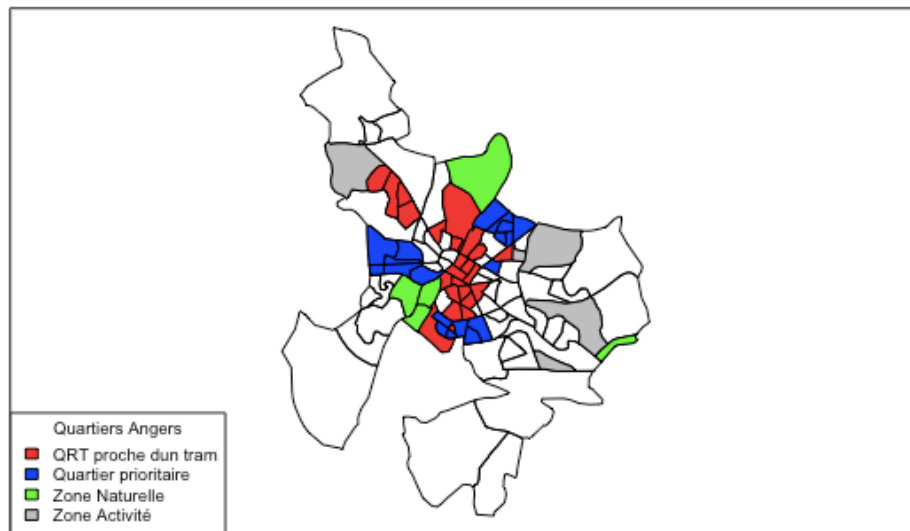 Quartiers Angers
QRT proche dun tram
Quartier prioritaire
Zone Naturelle
Zone Activité